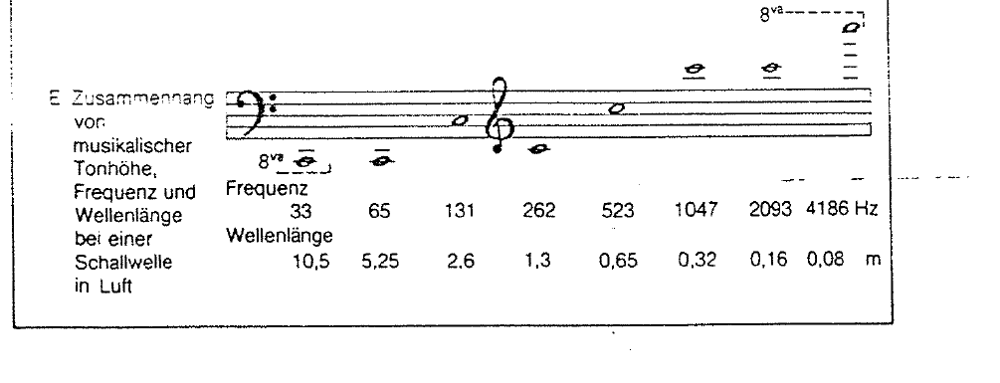 8va
E Zusammenhang
von
musikalischer
Tonhöhe,
Frequenz und
Wellenlänge
bei einer
Schallwelle
in Luft
8va
Frequenz
33 65 131 262 523 1047 2093 4186 Hz
Wellenlänge
10,5 5,25 2,6 1,3 0,65 0,32 0,16 0,08 m